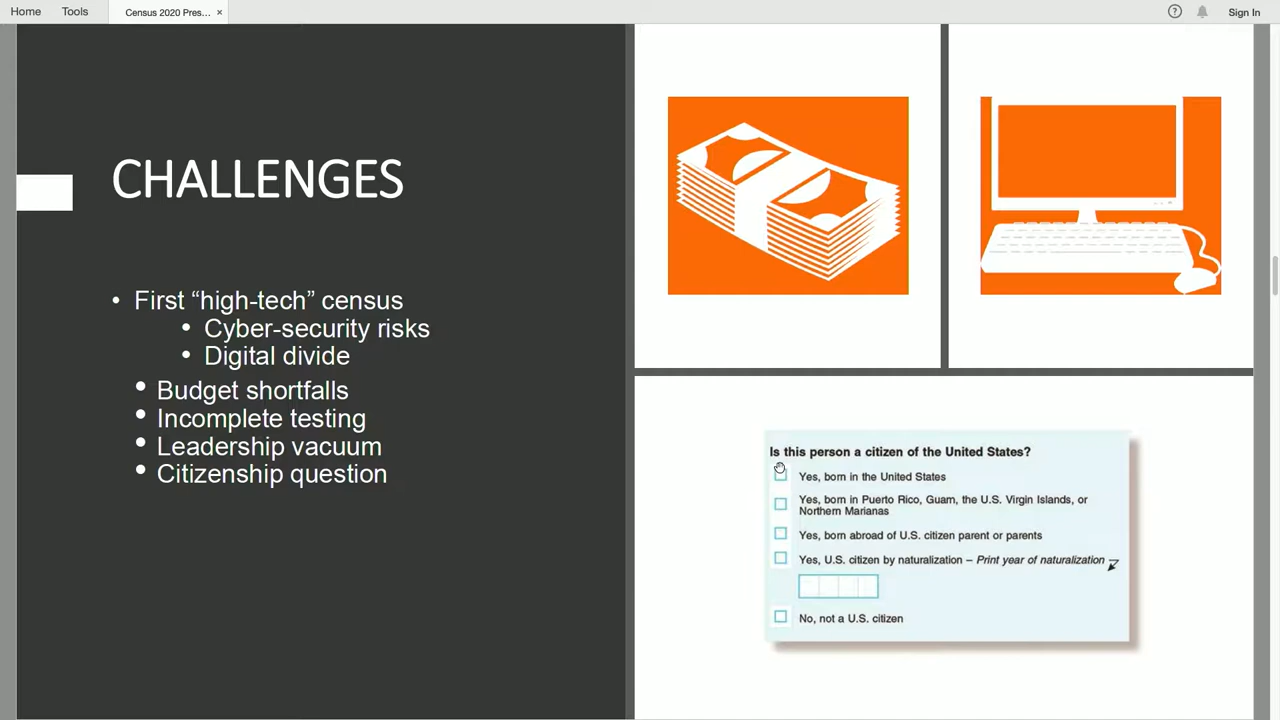 Home Tools Census 2020 Pres... × ? Sign In
CHALLENGES
• First “high-tech” census
• Cyber-security risks
• Digital divide
• Budget shortfalls
• Incomplete testing
• Leadership vacuum
• Citizenship question
Is this person a citizen of the United States?
Yes, born in the United States
Yes, born in Puerto Rico, Guam, the U.S. Virgin Islands, or
Northern Marianas
Yes, born abroad of U.S. citizen parent or parents
Yes, U.S. citizen by naturalization – Print year of naturalization
No, not a U.S. citizen